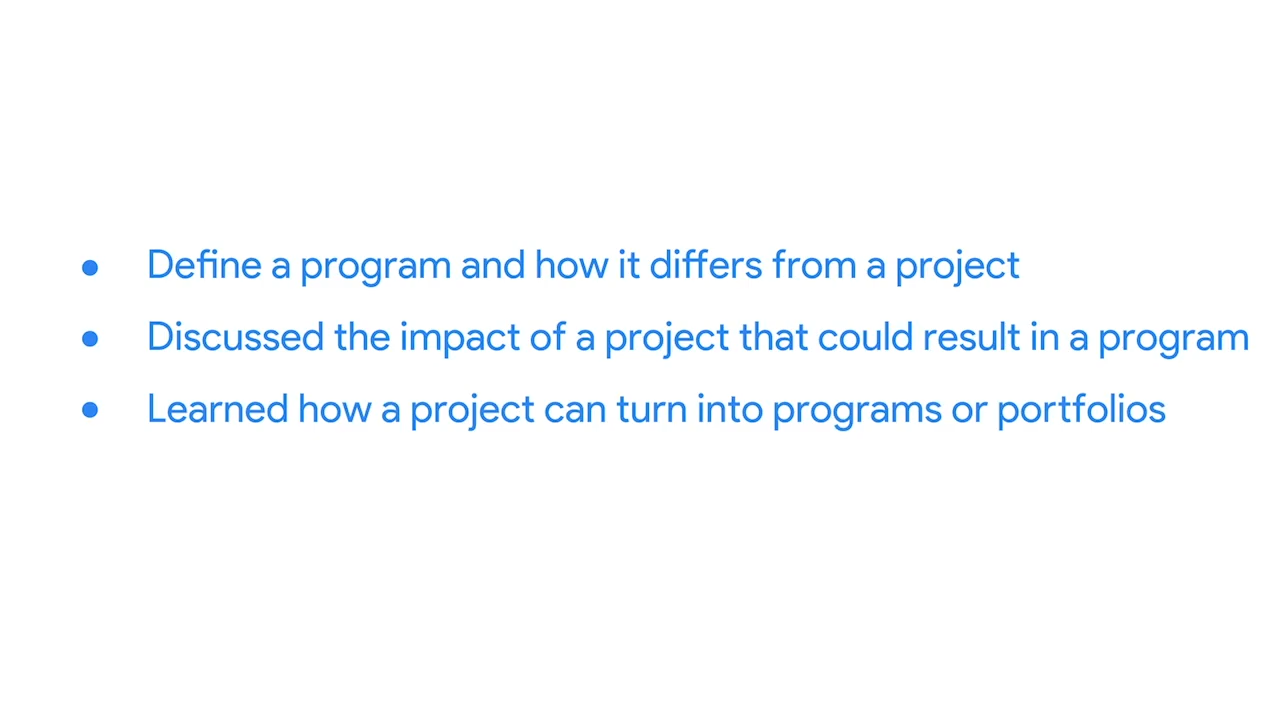 • Define a program and how it differs from a project
• Discussed the impact of a project that could result in a program
• Learned how a project can turn into programs or portfolios